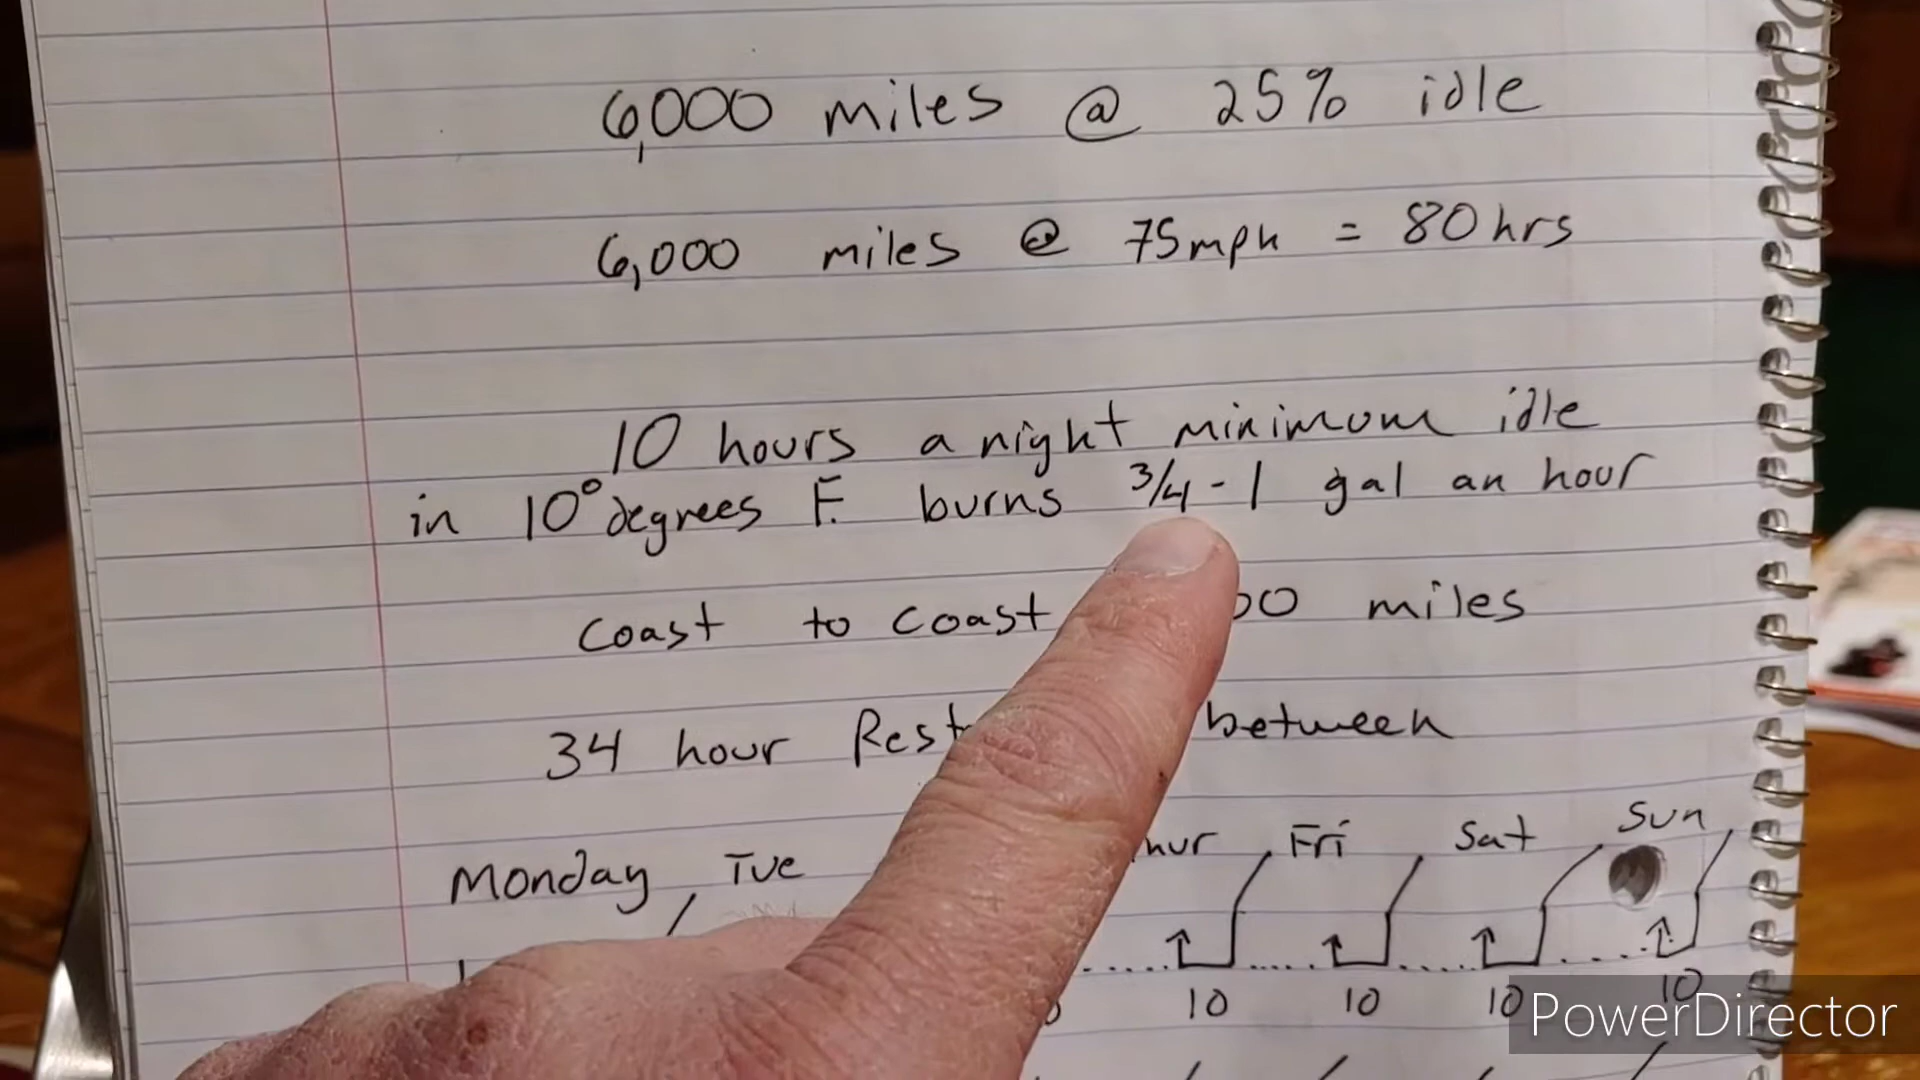 6,000 miles @ 25% idle
6,000 miles @ 75mph = 80hrs
10 hours a night minimum idle
in 10° degrees F. burns 3/4 - 1 gal an hour
Coast to Coast miles
34 hour between
Monday Tue Fri Sat Sun
10 10 10 10
PowerDirector